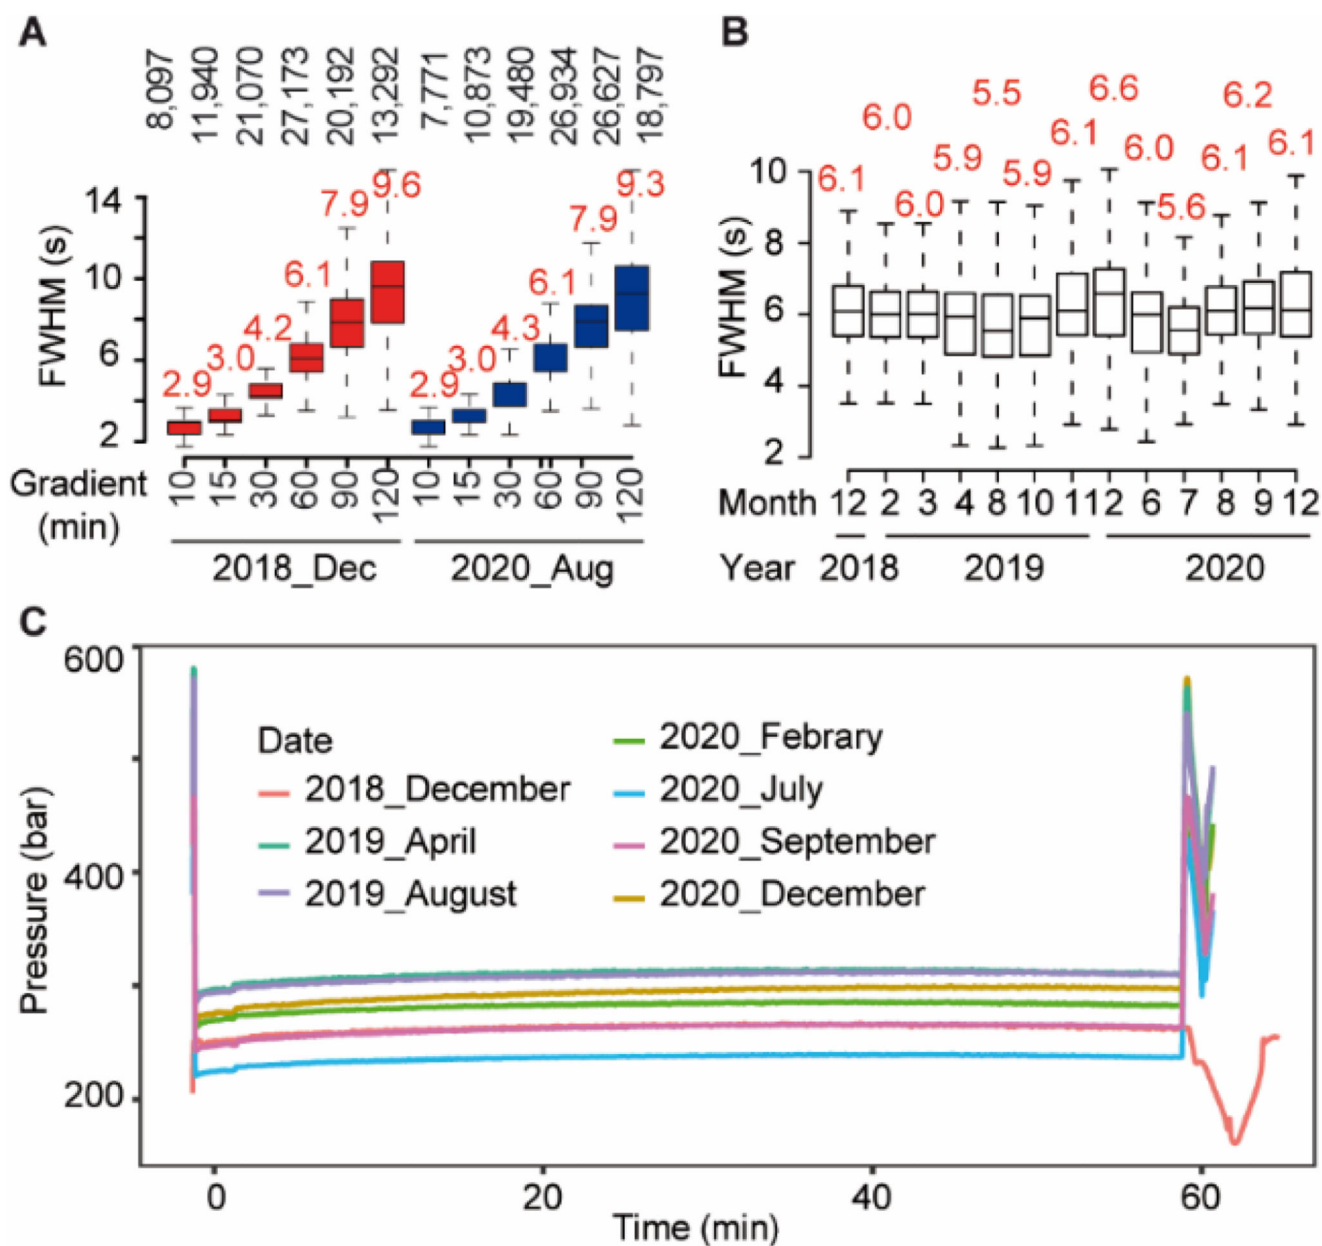 A
8,097 11,940 21,070 27,173 20,192 13,292 7,771 10,873 19,480 26,934 26,627 18,797
14
10
6
2
FWHM (s)
2.9 3.0 4.2 6.1 7.9 9.6 2.9 3.0 4.3 6.1 7.9 9.3
Gradient (min)
10 15 30 60 90 120 10 15 30 60 90 120
2018_Dec 2020_Aug
B
6.1 6.0 6.0 5.9 5.5 5.9 6.1 6.6 6.0 5.6 6.1 6.2 6.1
10
8
6
4
2
FWHM (s)
Month 12 2 3 4 8 10 11 12 6 7 8 9 12
Year 2018 2019 2020
C
600
400
200
Pressure (bar)
Date
2018_December
2019_April
2019_August
2020_Febrary
2020_July
2020_September
2020_December
0 20 40 60
Time (min)